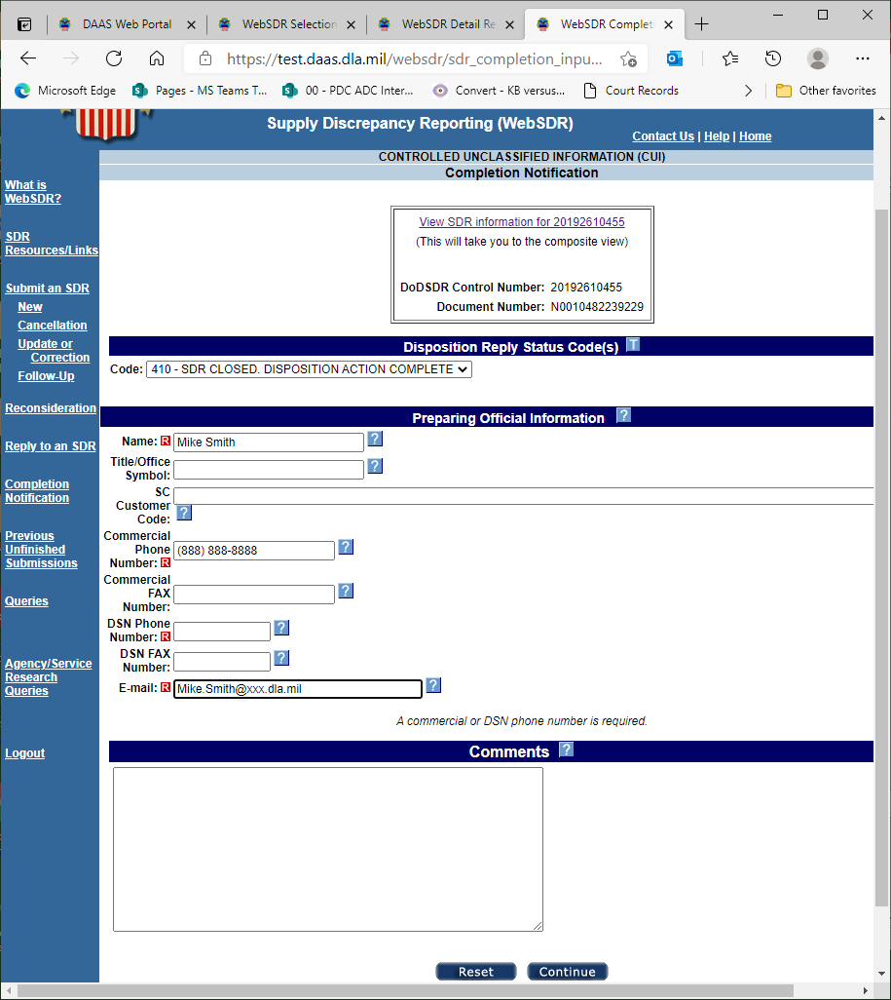 DAAS Web Portal
WebSDR Selection
WebSDR Detail Re
WebSDR Complet
https://test.daas.dla.mil/websdr/sdr_completion_inpu...
Microsoft Edge
Pages - MS Teams T...
00 - PDC ADC Inter...
Convert - KB versus...
Court Records
Other favorites
Supply Discrepancy Reporting (WebSDR)
Contact Us | Help | Home
CONTROLLED UNCLASSIFIED INFORMATION (CUI)
Completion Notification
What is
WebSDR?
SDR
Resources/Links
Submit an SDR
New
Cancellation
Update or
Correction
Follow-Up
Reconsideration
Reply to an SDR
Completion
Notification
Previous
Unfinished
Submissions
Queries
Agency/Service
Research
Queries
Logout
View SDR information for 20192610455
(This will take you to the composite view)
DoDSDR Control Number: 20192610455
Document Number: N0010482239229
Disposition Reply Status Code(s) T
Code: 410 - SDR CLOSED. DISPOSITION ACTION COMPLETE
Preparing Official Information ?
Name: R Mike Smith ?
Title/Office
Symbol: ?
SC
Customer
Code: ?
Commercial
Phone
Number: R (888) 888-8888 ?
Commercial
FAX
Number: ?
DSN Phone
Number: R ?
DSN FAX
Number: ?
E-mail: R Mike.Smith@xxx.dla.mil ?
A commercial or DSN phone number is required.
Comments ?
Reset
Continue